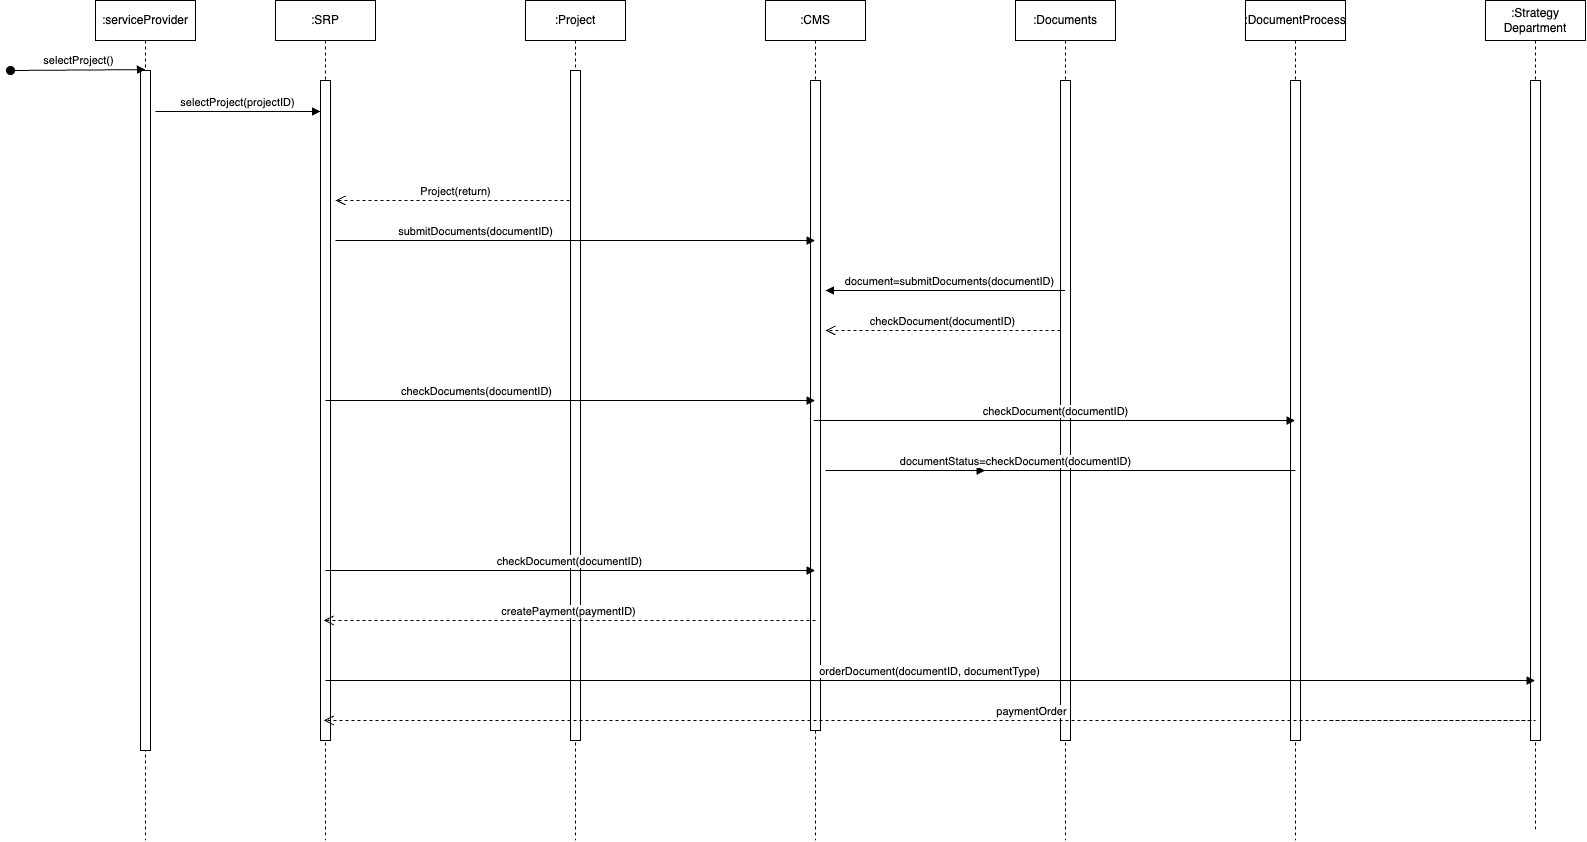 :serviceProvider
:SRP
:Project
:CMS
:Documents
:DocumentProcess
:Strategy
Department
selectProject()
selectProject(projectID)
Project(return)
submitDocuments(documentID)
document=submitDocuments(documentID)
checkDocument(documentID)
checkDocuments(documentID)
checkDocument(documentID)
documentStatus=checkDocument(documentID)
checkDocument(documentID)
createPayment(paymentID)
orderDocument(documentID, documentType)
paymentOrder